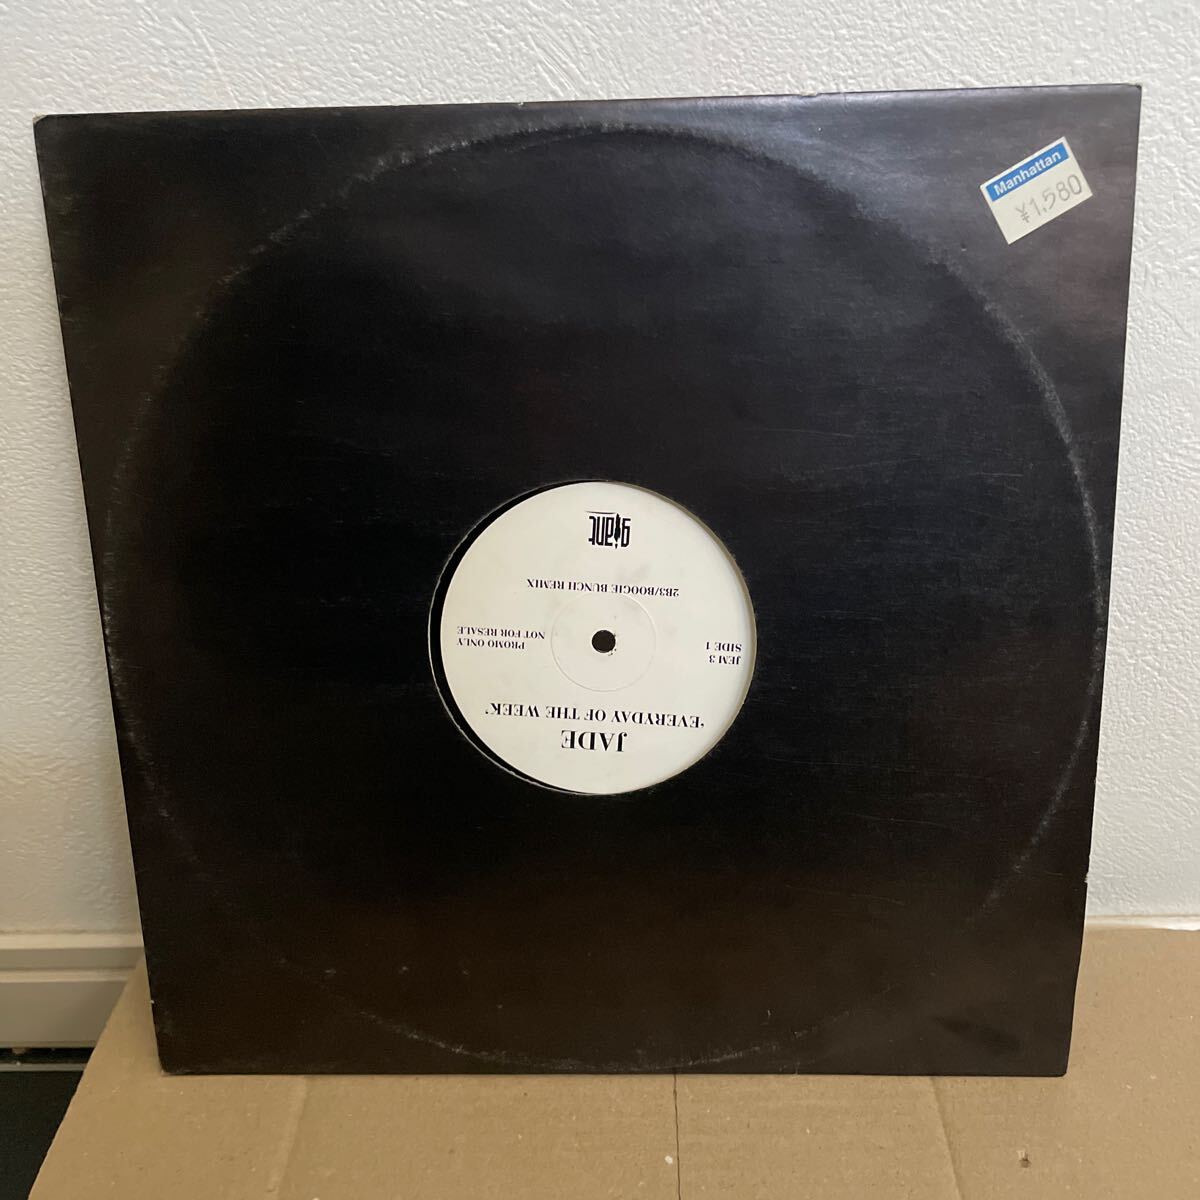 Manhattan
¥1,580
giant
2B3/BOOGIE BUNCH REMIX
PROMO ONLY
NOT FOR RESALE
JEM 3
SIDE 1
JADE
'EVERYDAY OF THE WEEK'